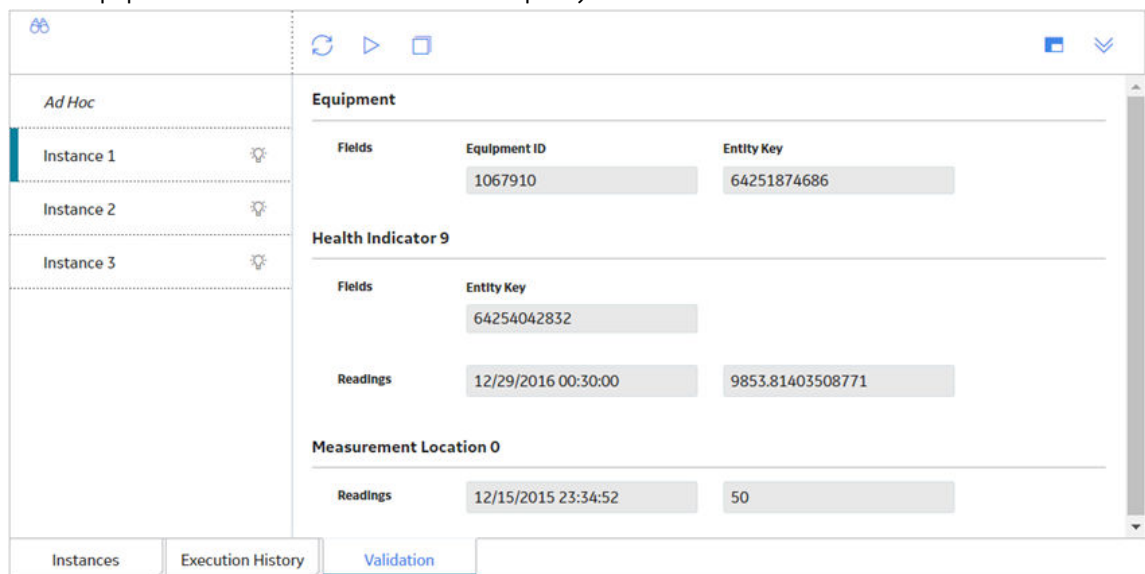 Ad Hoc
Instance 1
Instance 2
Instance 3
Equipment
Fields Equipment ID Entity Key
1067910 64251874686
Health Indicator 9
Fields Entity Key
64254042832
Readings 12/29/2016 00:30:00 9853.81403508771
Measurement Location 0
Readings 12/15/2015 23:34:52 50
Instances Execution History Validation